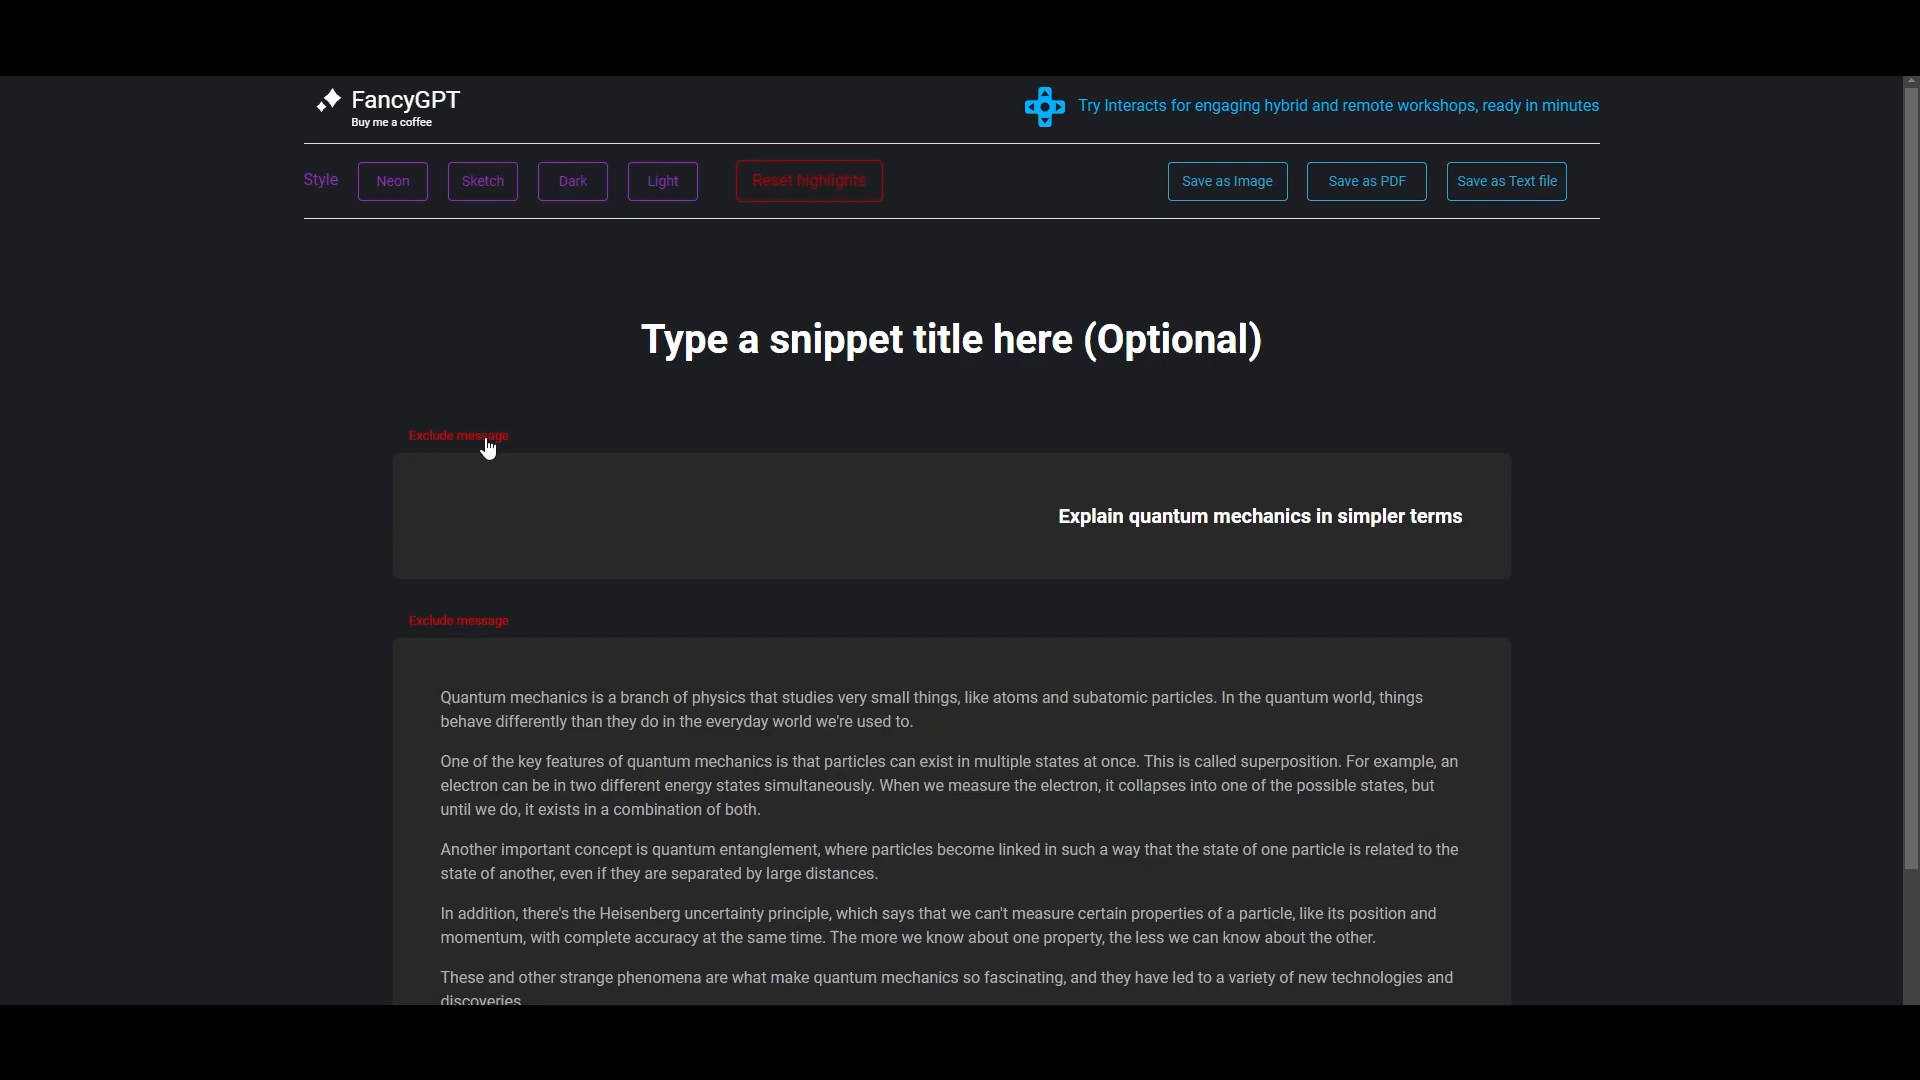 FancyGPT
Buy me a coffee
Try Interacts for engaging hybrid and remote workshops, ready in minutes
Style
Neon
Sketch
Dark
Light
Reset highlights
Save as Image
Save as PDF
Save as Text file
Type a snippet title here (Optional)
Exclude message
Explain quantum mechanics in simpler terms
Exclude message
Quantum mechanics is a branch of physics that studies very small things, like atoms and subatomic particles. In the quantum world, things
behave differently than they do in the everyday world we're used to.
One of the key features of quantum mechanics is that particles can exist in multiple states at once. This is called superposition. For example, an
electron can be in two different energy states simultaneously. When we measure the electron, it collapses into one of the possible states, but
until we do, it exists in a combination of both.
Another important concept is quantum entanglement, where particles become linked in such a way that the state of one particle is related to the
state of another, even if they are separated by large distances.
In addition, there's the Heisenberg uncertainty principle, which says that we can't measure certain properties of a particle, like its position and
momentum, with complete accuracy at the same time. The more we know about one property, the less we can know about the other.
These and other strange phenomena are what make quantum mechanics so fascinating, and they have led to a variety of new technologies and
discoveries